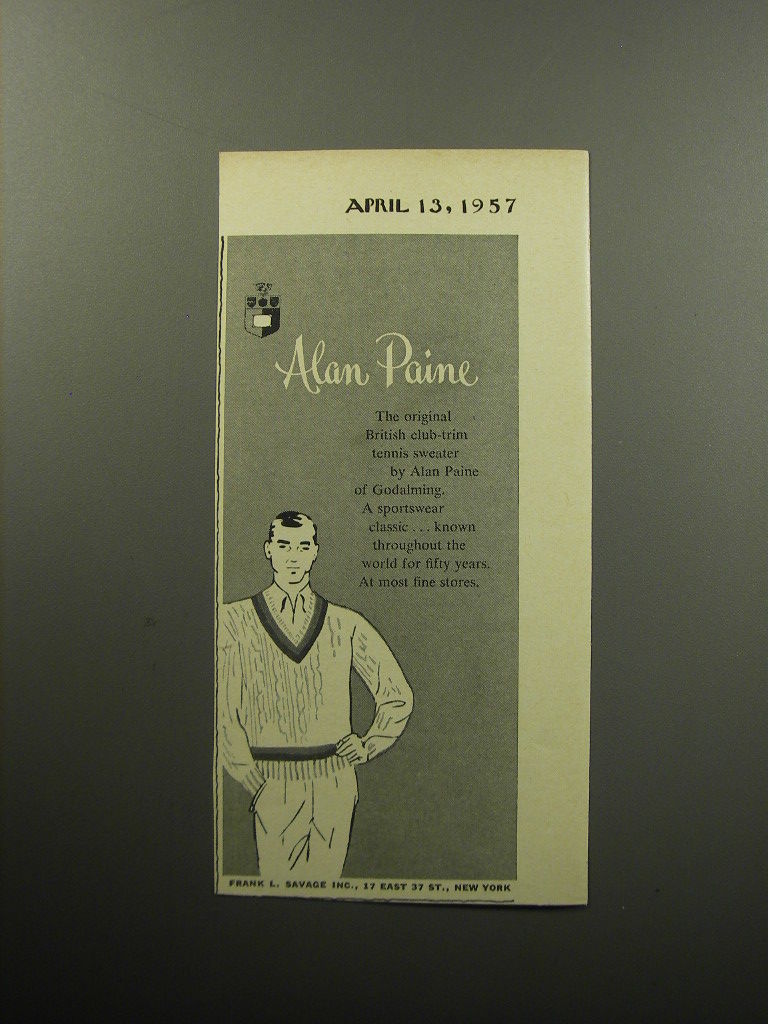 APRIL 13, 1957
Alan Paine
The original
British club-trim
tennis sweater
by Alan Paine
of Godalming.
A sportswear
classic . . . known
throughout the
world for fifty years.
At most fine stores.
FRANK L. SAVAGE INC., 17 EAST 37 ST., NEW YORK